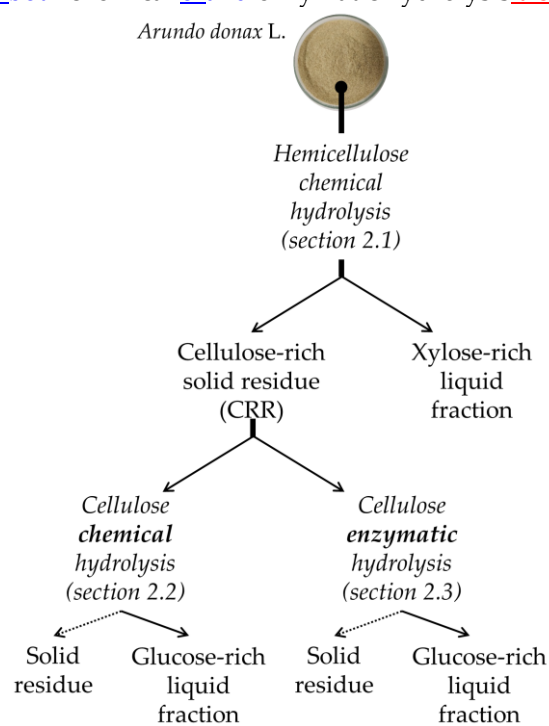 Arundo donax L.
Hemicellulose
chemical
hydrolysis
(section 2.1)
Cellulose-rich
solid residue
(CRR)
Xylose-rich
liquid
fraction
Cellulose
chemical
hydrolysis
(section 2.2)
Cellulose
enzymatic
hydrolysis
(section 2.3)
Solid
residue
Glucose-rich
liquid
fraction
Solid
residue
Glucose-rich
liquid
fraction